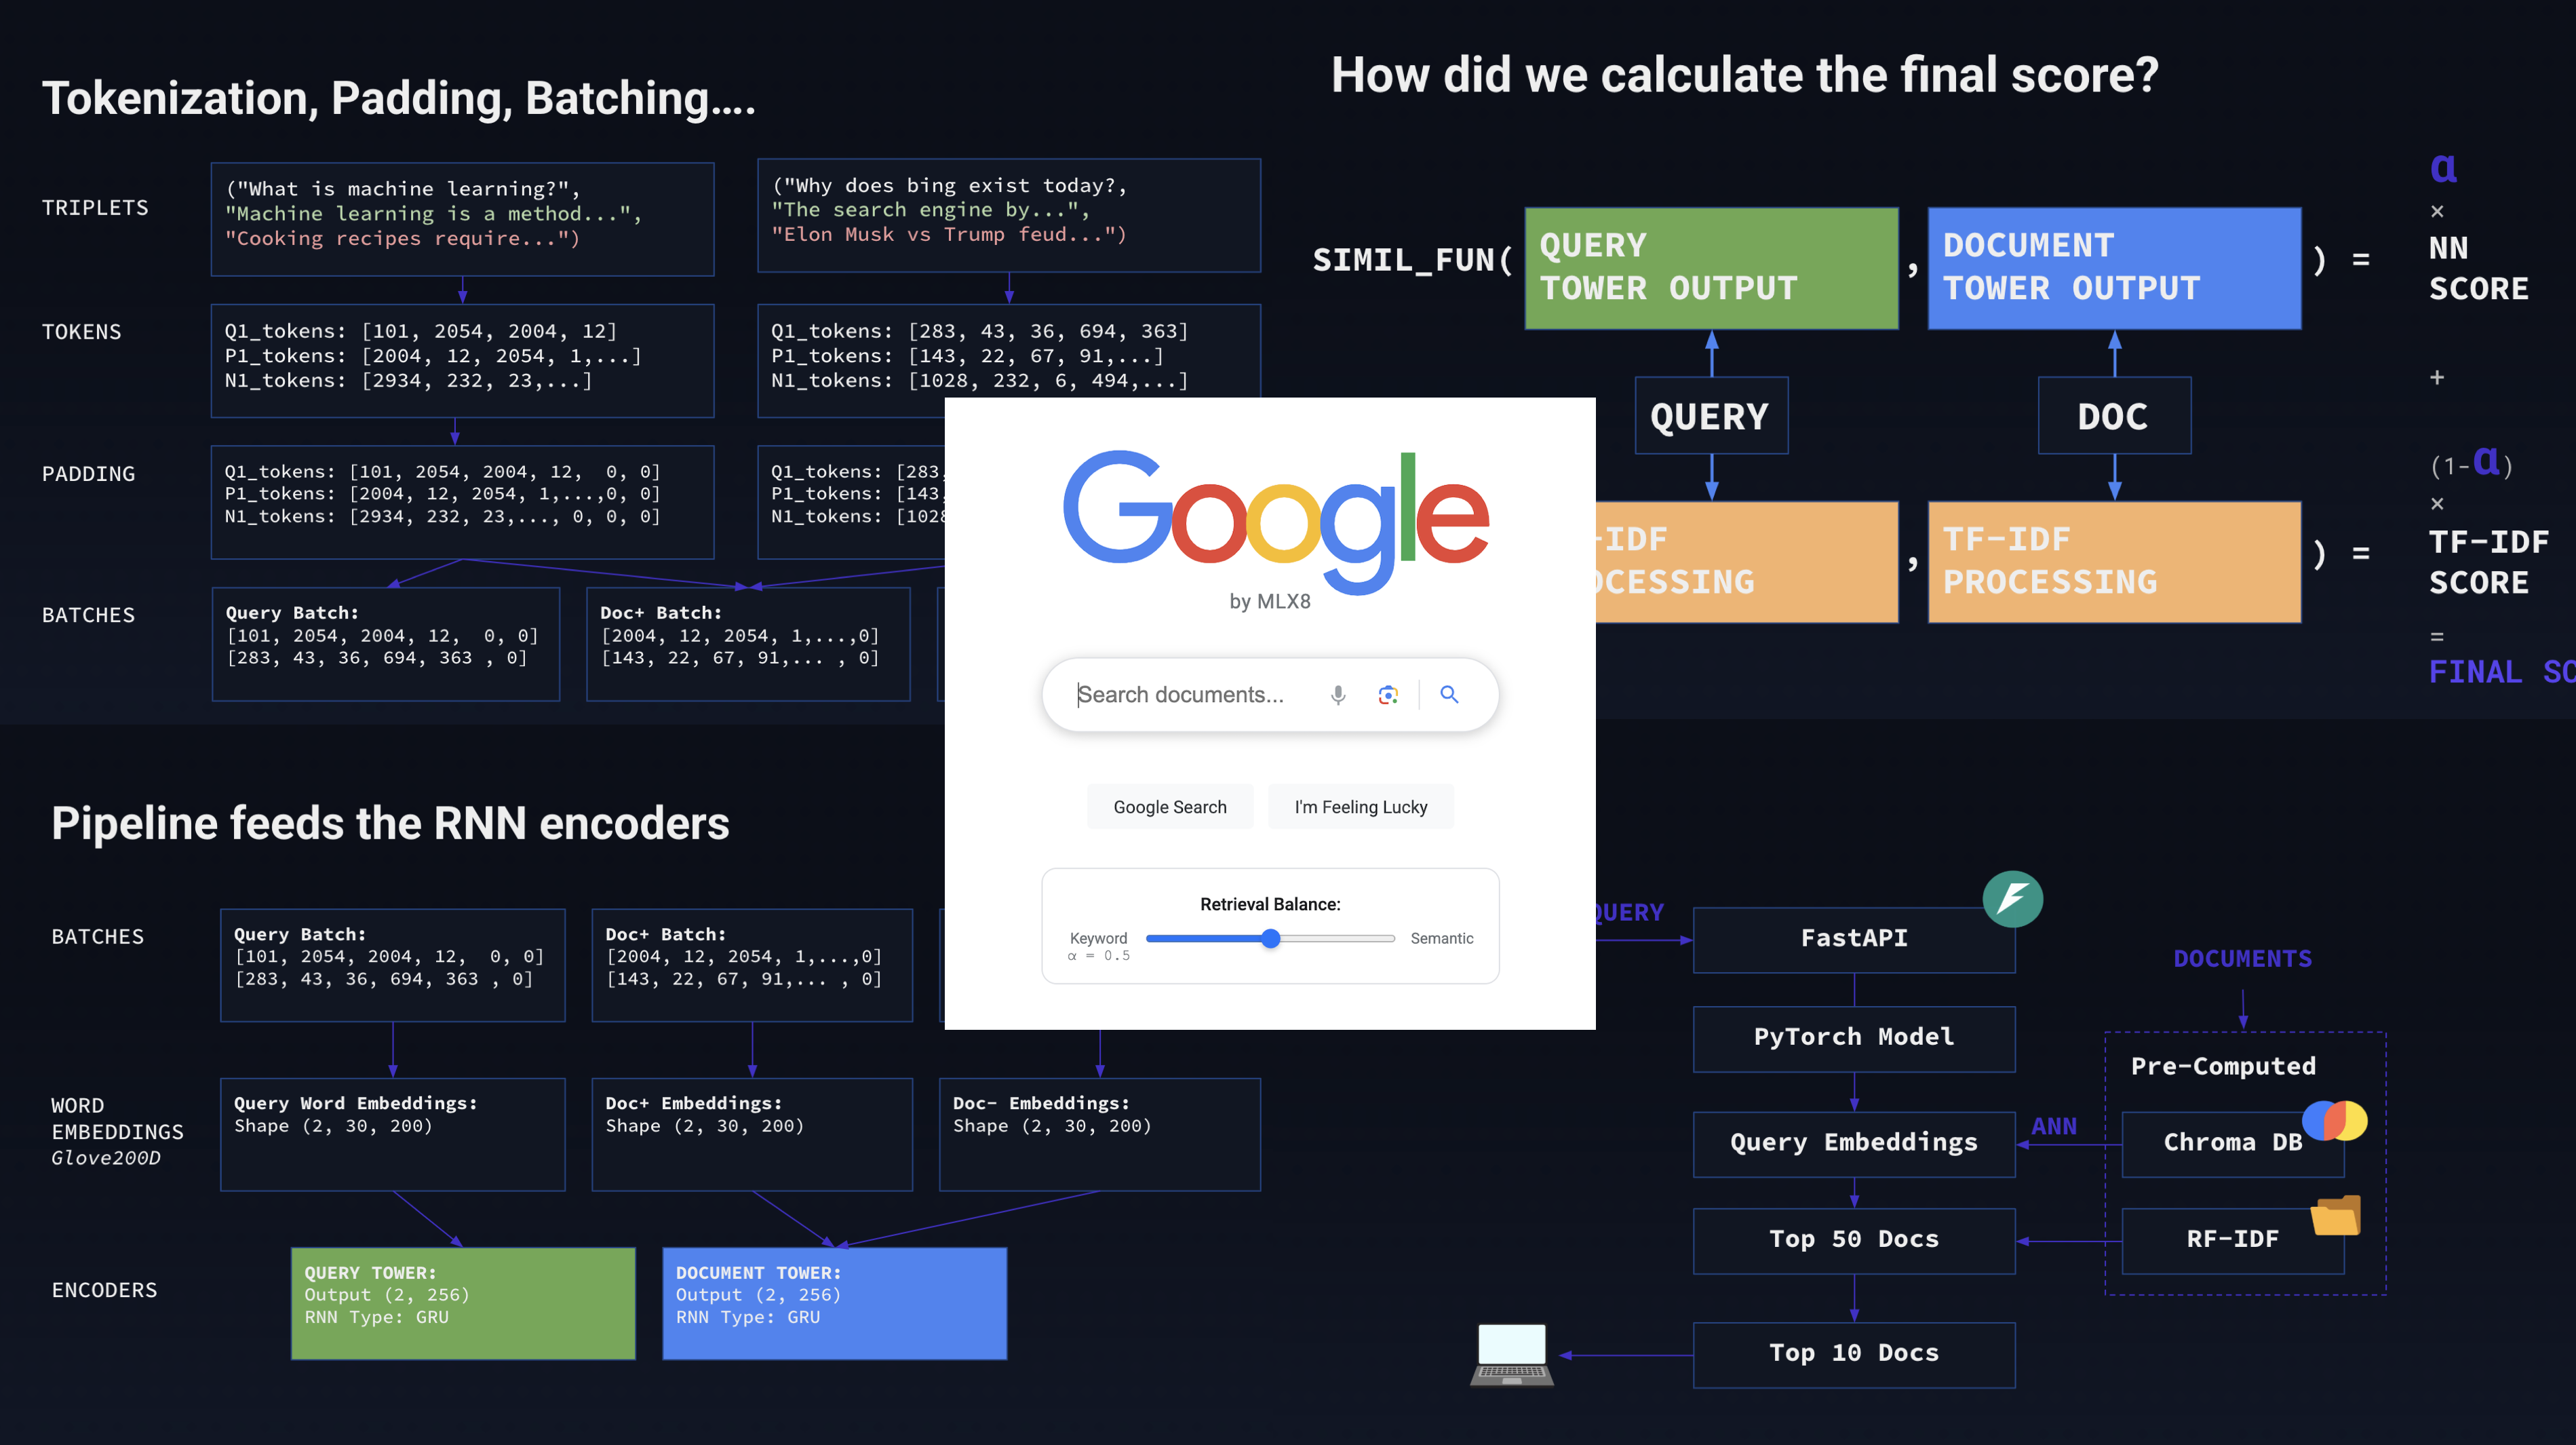 Tokenization, Padding, Batching....
TRIPLETS
("What is machine learning?",
"Machine learning is a method...",
"Cooking recipes require...")
("Why does bing exist today?,
"The search engine by...",
"Elon Musk vs Trump feud...")
TOKENS
Q1_tokens: [101, 2054, 2004, 12]
P1_tokens: [2004, 12, 2054, 1,...]
N1_tokens: [2934, 232, 23,...]
Q1_tokens: [283, 43, 36, 694, 363]
P1_tokens: [143, 22, 67, 91,...]
N1_tokens: [1028, 232, 6, 494,...]
PADDING
Q1_tokens: [101, 2054, 2004, 12, 0, 0]
P1_tokens: [2004, 12, 2054, 1,...,0, 0]
N1_tokens: [2934, 232, 23,..., 0, 0, 0]
Q1_tokens: [283,
P1_tokens: [143,
N1_tokens: [1028
BATCHES
Query Batch:
[101, 2054, 2004, 12, 0, 0]
[283, 43, 36, 694, 363 , 0]
Doc+ Batch:
[2004, 12, 2054, 1,...,0]
[143, 22, 67, 91,... , 0]
How did we calculate the final score?
SIMIL_FUN(
QUERY
TOWER OUTPUT
,
DOCUMENT
TOWER OUTPUT
) =
α
×
NN
SCORE
+
QUERY
DOC
-IDF
OCESSING
,
TF-IDF
PROCESSING
) =
(1-α)
×
TF-IDF
SCORE
=
FINAL SC
Google
by MLX8
Search documents...
Google Search
I'm Feeling Lucky
Retrieval Balance:
Keyword
α = 0.5
Semantic
Pipeline feeds the RNN encoders
BATCHES
Query Batch:
[101, 2054, 2004, 12, 0, 0]
[283, 43, 36, 694, 363 , 0]
Doc+ Batch:
[2004, 12, 2054, 1,...,0]
[143, 22, 67, 91,... , 0]
WORD
EMBEDDINGS
Glove200D
Query Word Embeddings:
Shape (2, 30, 200)
Doc+ Embeddings:
Shape (2, 30, 200)
Doc- Embeddings:
Shape (2, 30, 200)
ENCODERS
QUERY TOWER:
Output (2, 256)
RNN Type: GRU
DOCUMENT TOWER:
Output (2, 256)
RNN Type: GRU
QUERY
FastAPI
PyTorch Model
Query Embeddings
Top 50 Docs
Top 10 Docs
DOCUMENTS
Pre-Computed
ANN
Chroma DB
RF-IDF